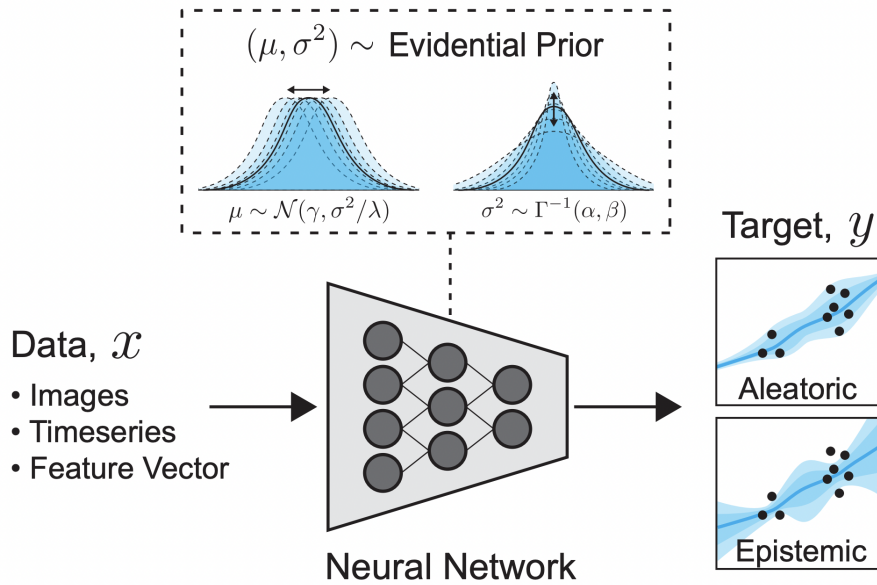 (μ, σ²) ∼ Evidential Prior
μ ∼ 𝒩(γ, σ²/λ)
σ² ∼ Γ⁻¹(α, β)
Data, x
• Images
• Timeseries
• Feature Vector
Neural Network
Target, y
Aleatoric
Epistemic